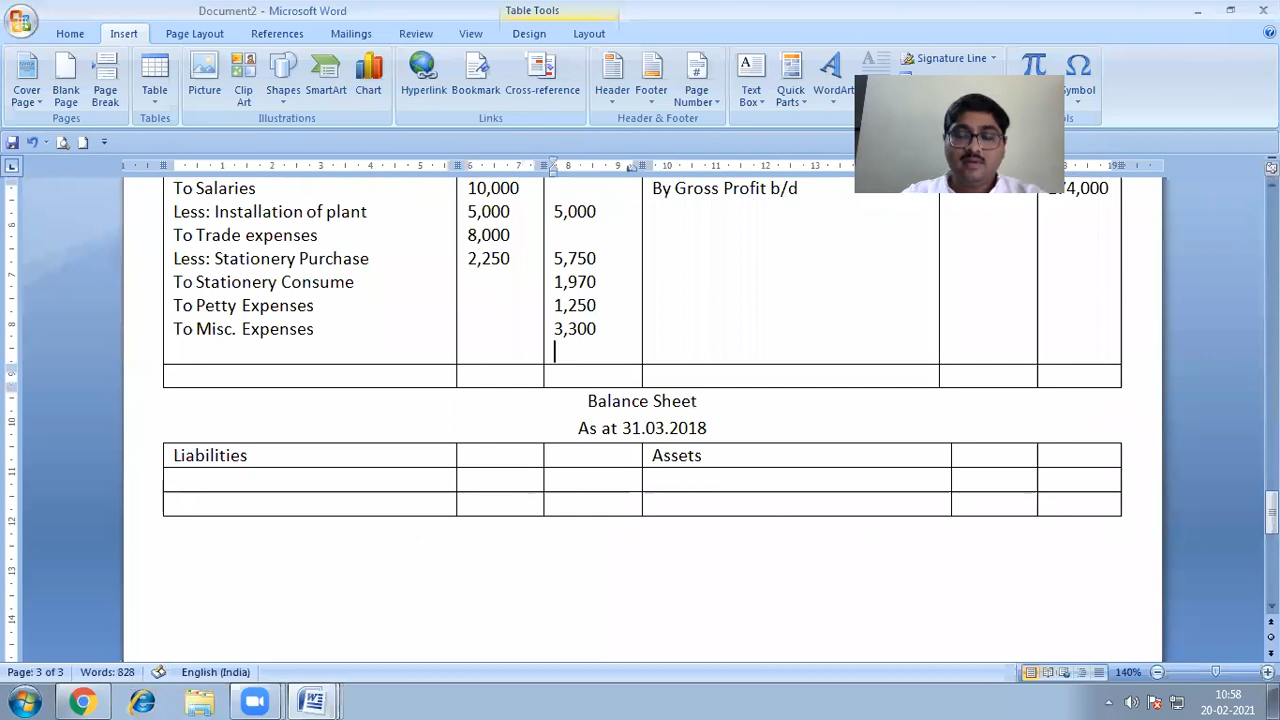 Document2 - Microsoft Word
Table Tools
Home Insert Page Layout References Mailings Review View Design Layout
Cover Page
Blank Page
Page Break
Table
Picture
Clip Art
Shapes
SmartArt
Chart
Hyperlink
Bookmark
Cross-reference
Header
Footer
Page Number
Text Box
Quick Parts
WordArt
Signature Line
Symbol
Pages Tables Illustrations Links Header & Footer
To Salaries 10,000 By Gross Profit b/d 4,000
Less: Installation of plant 5,000 5,000
To Trade expenses 8,000
Less: Stationery Purchase 2,250 5,750
To Stationery Consume 1,970
To Petty Expenses 1,250
To Misc. Expenses 3,300
Balance Sheet
As at 31.03.2018
Liabilities Assets
Page: 3 of 3 Words: 828 English (India) 140%
10:58
20-02-2021